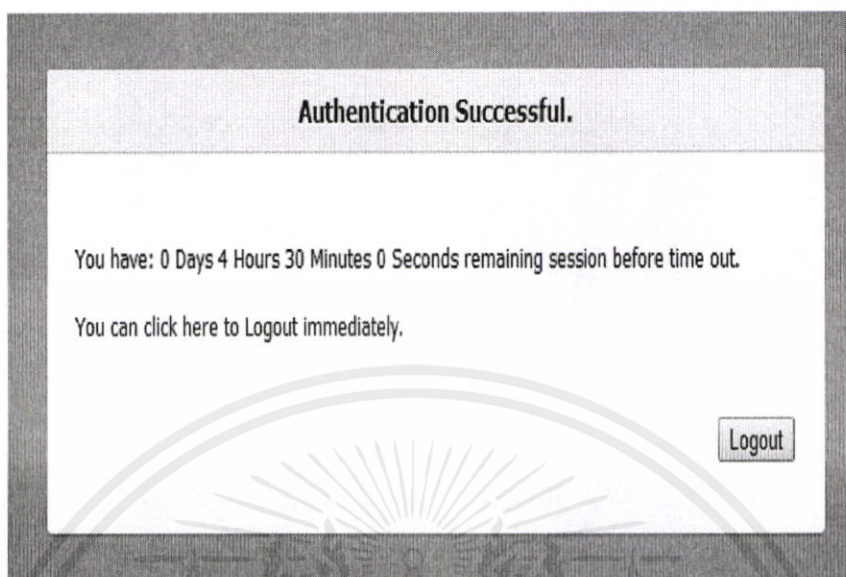 Authentication Successful.
You have: 0 Days 4 Hours 30 Minutes 0 Seconds remaining session before time out.
You can click here to Logout immediately.
Logout